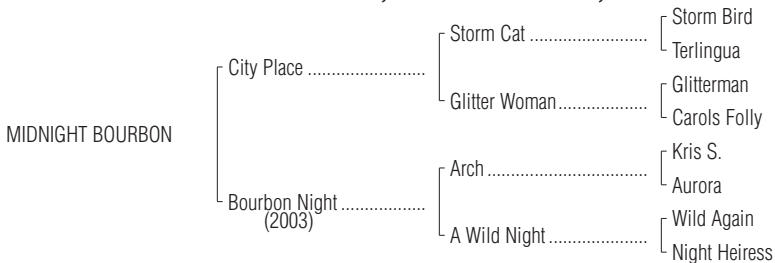 Storm Bird
Storm Cat ..........................
Terlingua
City Place ..........................
Glitterman
Glitter Woman....................
Carols Folly
MIDNIGHT BOURBON
Kris S.
Arch ...................................
Aurora
Bourbon Night ...................
(2003)
Wild Again
A Wild Night ......................
Night Heiress